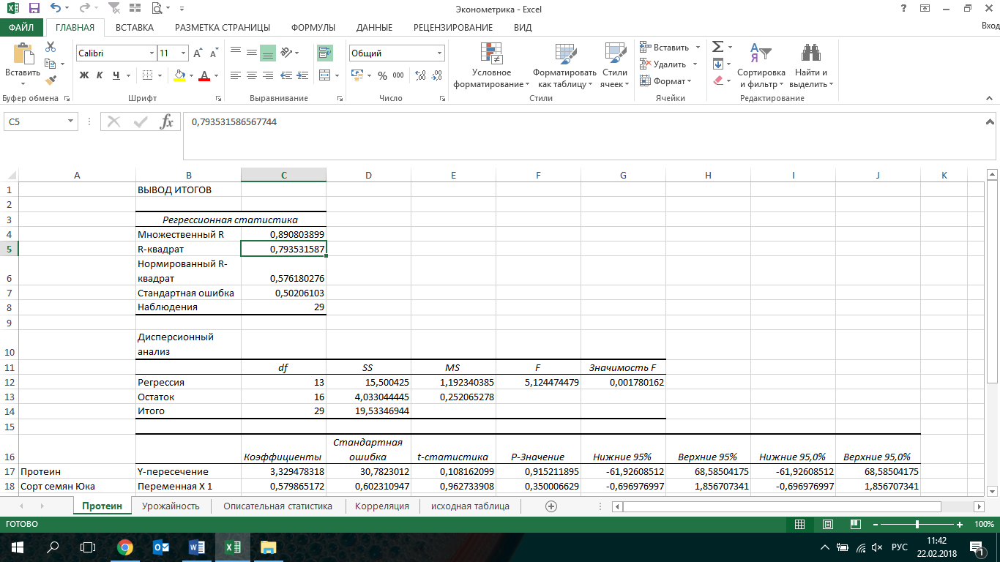 Эконометрика - Excel
?
ФАЙЛ ГЛАВНАЯ ВСТАВКА РАЗМЕТКА СТРАНИЦЫ ФОРМУЛЫ ДАННЫЕ РЕЦЕНЗИРОВАНИЕ ВИД Вход
Вставить
Calibri 11
Ж К Ч А
Общий
% 000
Условное форматирование
Форматировать как таблицу
Стили ячеек
Вставить
Удалить
Формат
Сортировка и фильтр
Найти и выделить
Буфер обмена Шрифт Выравнивание Число Стили Ячейки Редактирование
C5 fx 0,793531586567744
A B C D E F G H I J K
1 ВЫВОД ИТОГОВ
2
3 Регрессионная статистика
4 Множественный R 0,890803899
5 R-квадрат 0,793531587
Нормированный R-
6 квадрат 0,576180276
7 Стандартная ошибка 0,50206103
8 Наблюдения 29
9
Дисперсионный
10 анализ
11 df SS MS F Значимость F
12 Регрессия 13 15,500425 1,192340385 5,124474479 0,001780162
13 Остаток 16 4,033044445 0,252065278
14 Итого 29 19,53346944
15
Стандартная
16 Коэффициенты ошибка t-статистика P-Значение Нижние 95% Верхние 95% Нижние 95,0% Верхние 95,0%
17 Протеин Y-пересечение 3,329478318 30,7823012 0,108162099 0,915211895 -61,92608512 68,58504175 -61,92608512 68,58504175
18 Сорт семян Юка Переменная X 1 0,579865172 0,602310947 0,962733908 0,350006629 -0,696976997 1,856707341 -0,696976997 1,856707341
Протеин Урожайность Описательная статистика Корреляция исходная таблица
ГОТОВО 100%
РУС 11:42
22.02.2018 1